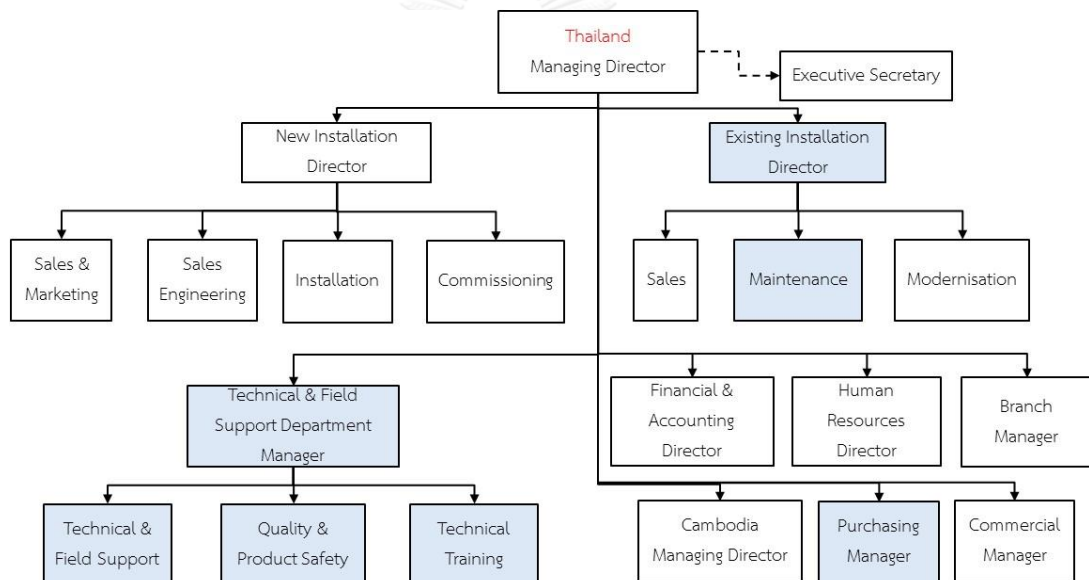 Thailand
Managing Director
Executive Secretary
New Installation
Director
Existing Installation
Director
Sales &
Marketing
Sales
Engineering
Installation
Commissioning
Sales
Maintenance
Modernisation
Technical & Field
Support Department
Manager
Financial &
Accounting
Director
Human
Resources
Director
Branch
Manager
Technical &
Field Support
Quality &
Product Safety
Technical
Training
Cambodia
Managing Director
Purchasing
Manager
Commercial
Manager